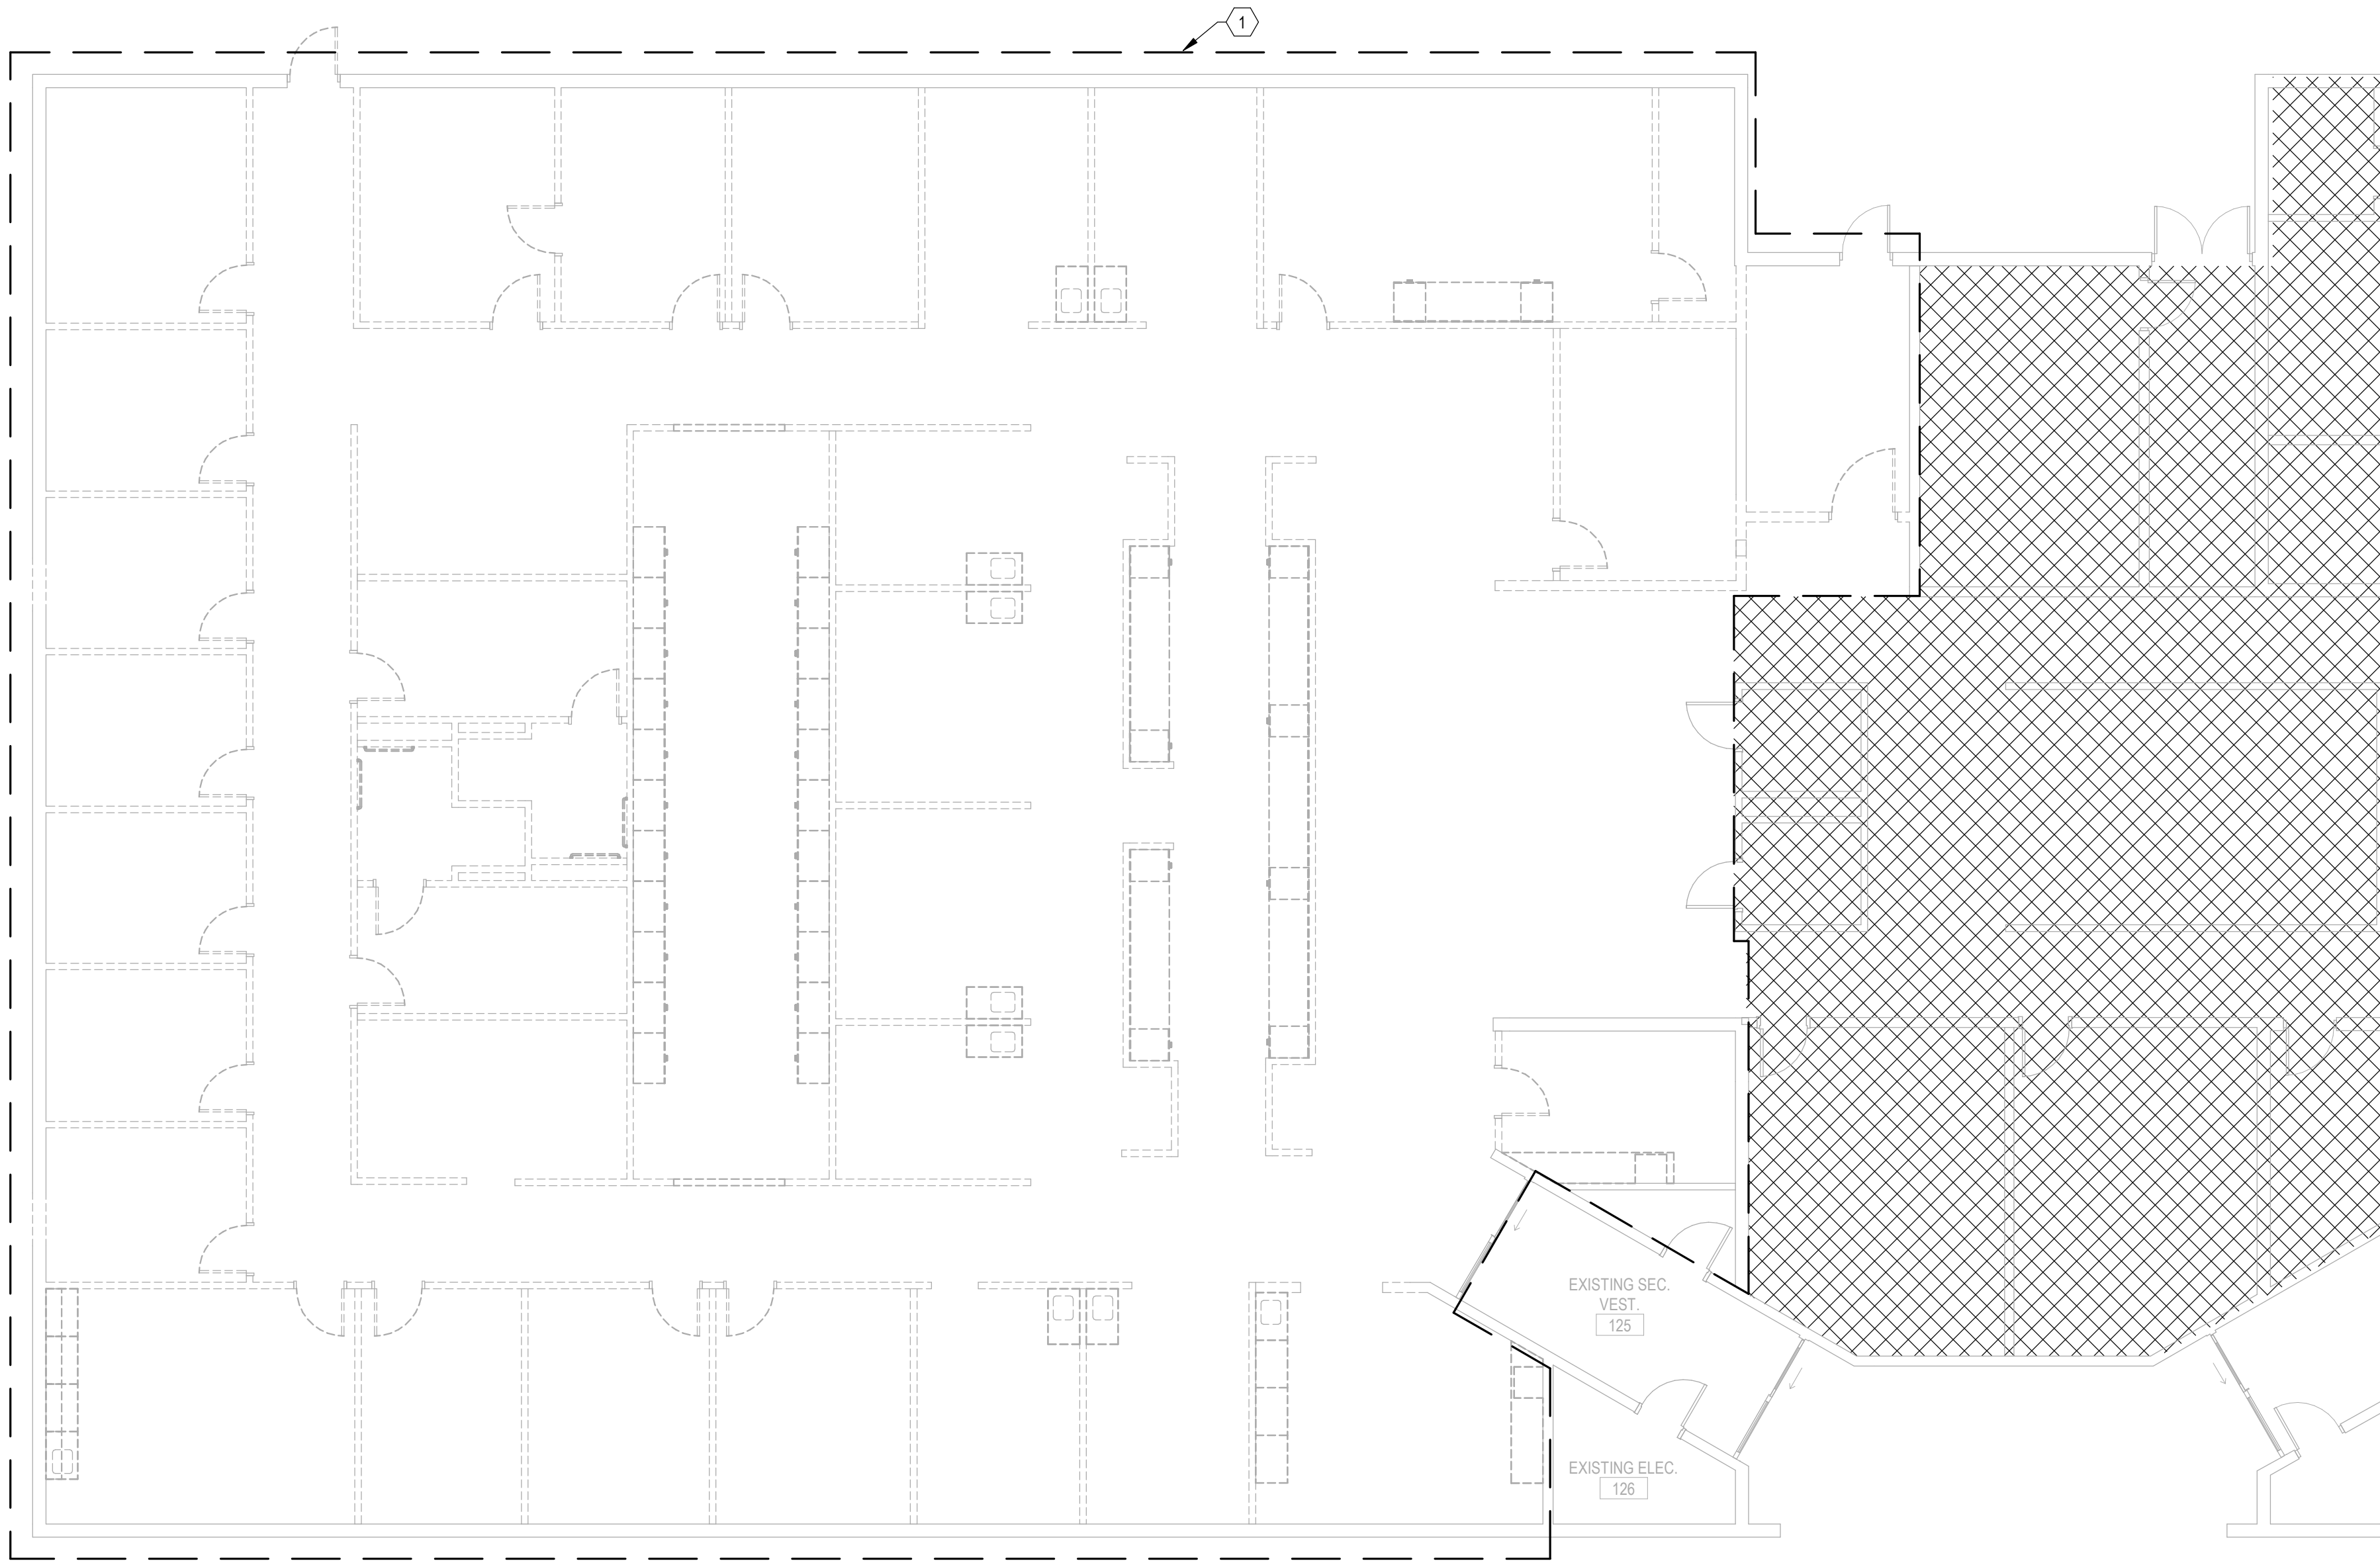 1
EXISTING SEC.
VEST.
125
EXISTING ELEC.
126